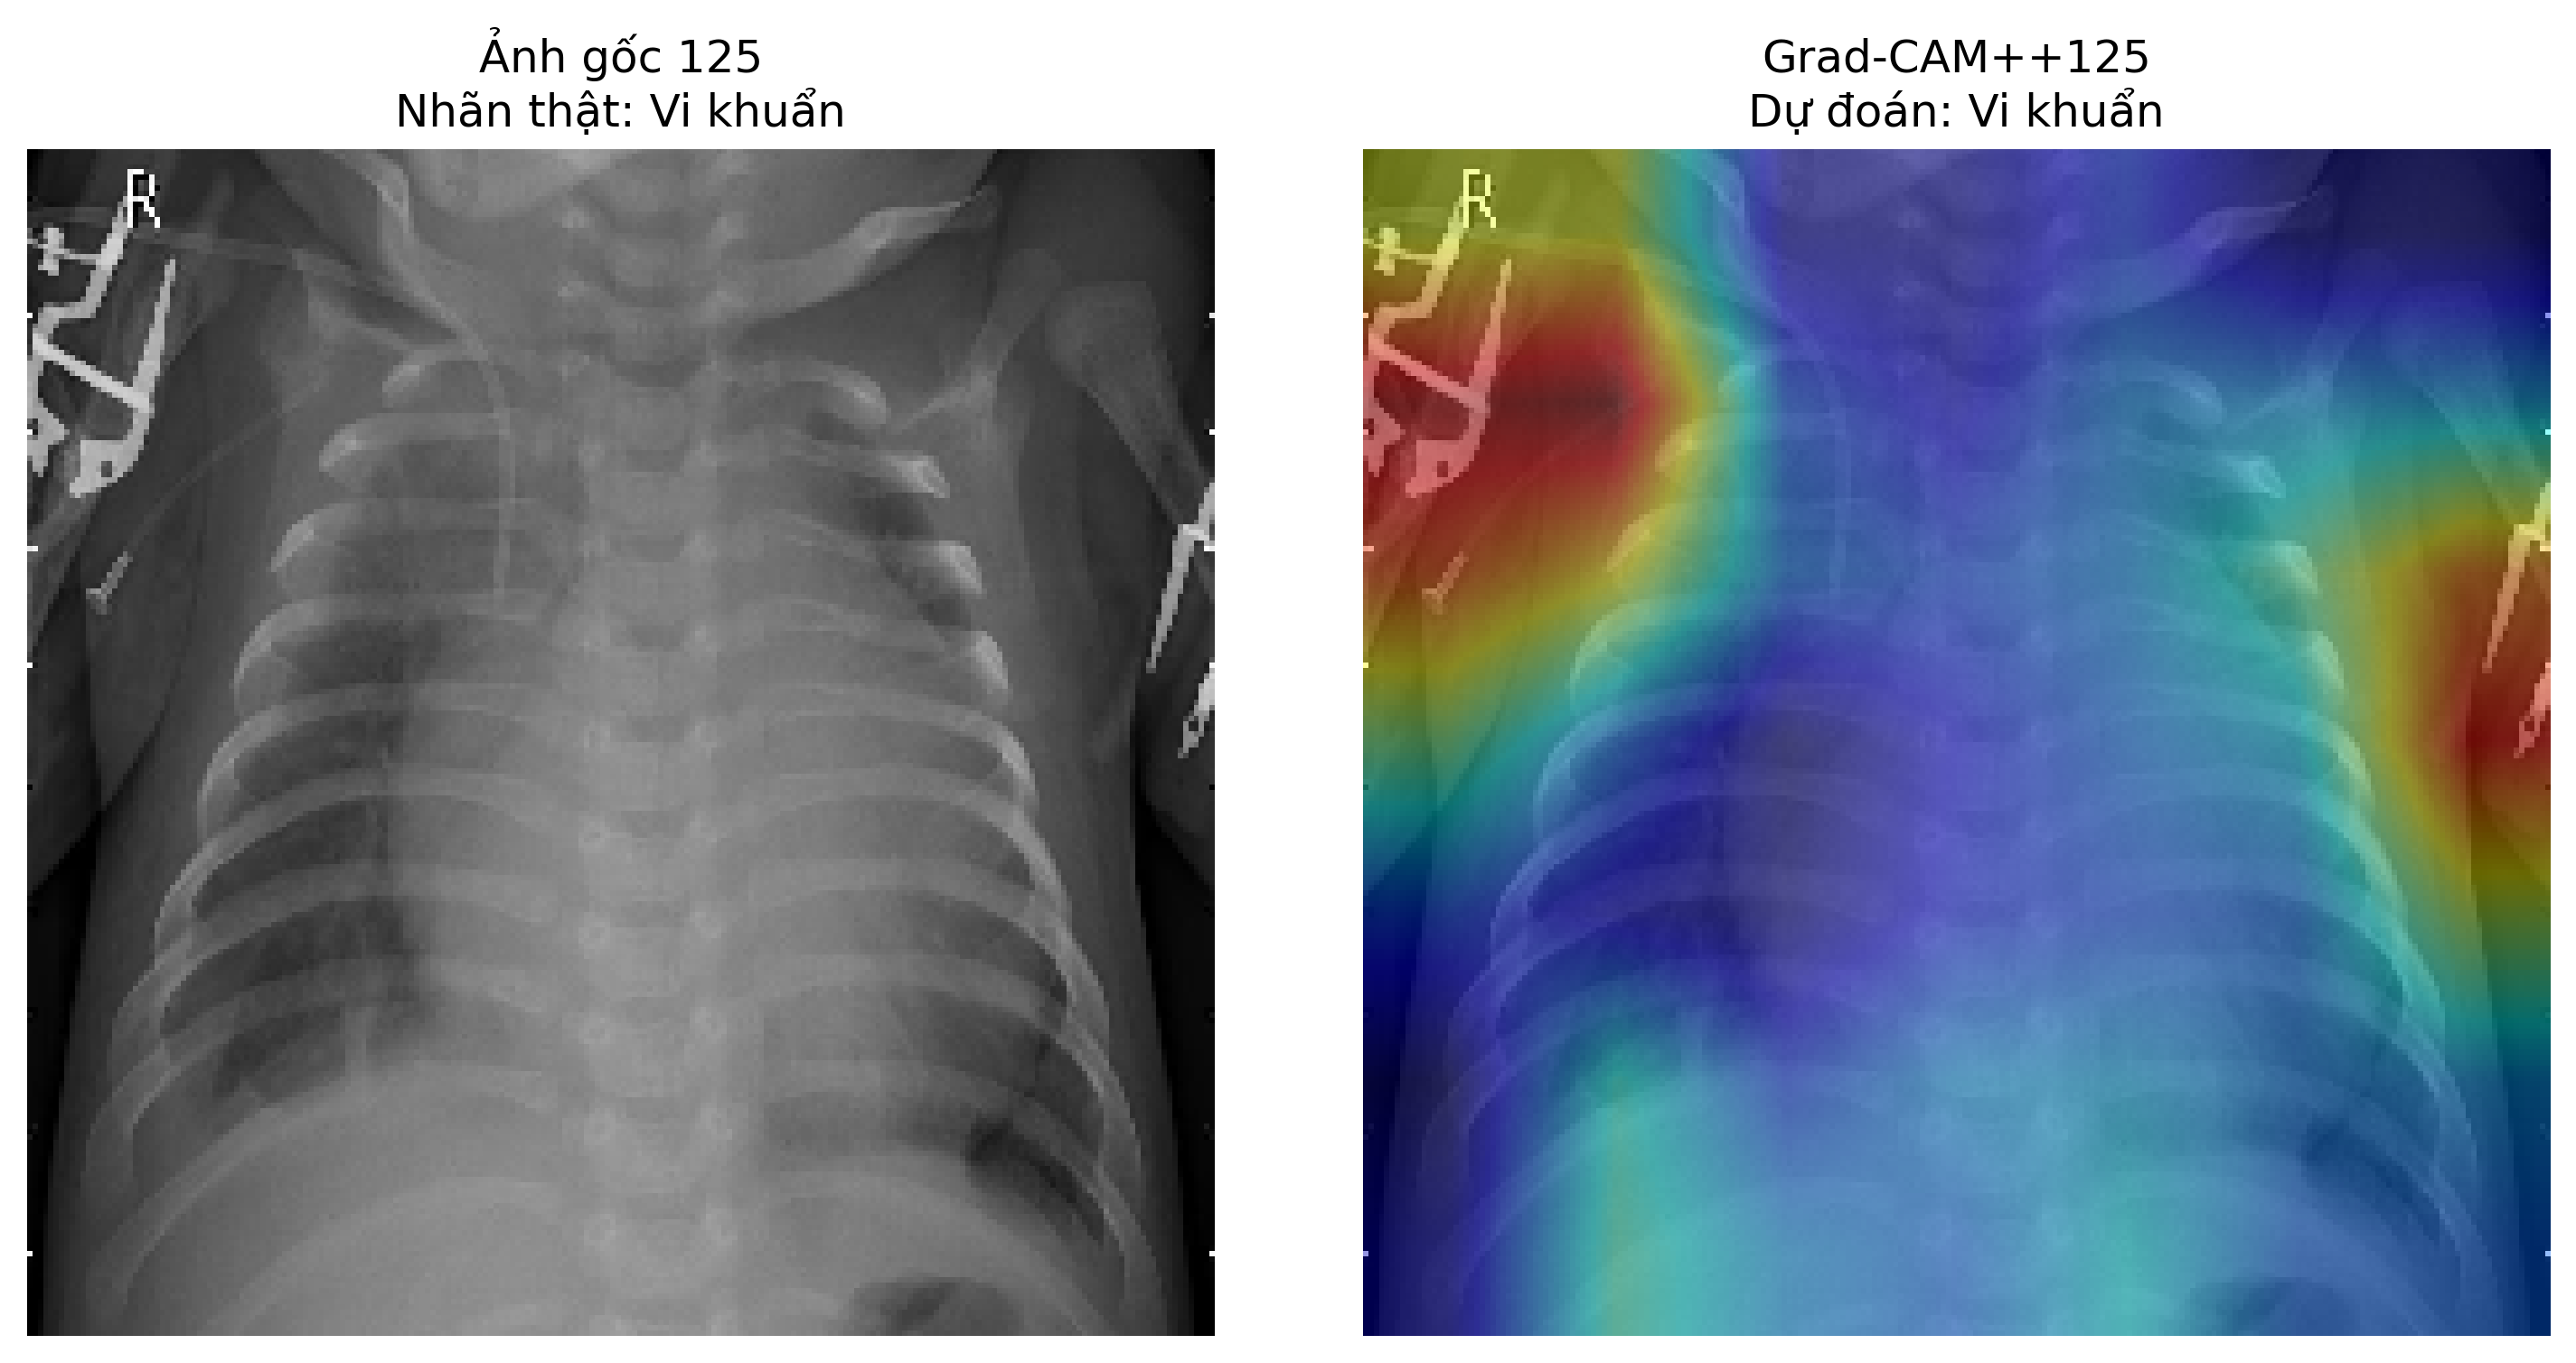 Ảnh gốc 125
Nhãn thật: Vi khuẩn
Grad-CAM++125
Dự đoán: Vi khuẩn
R
R